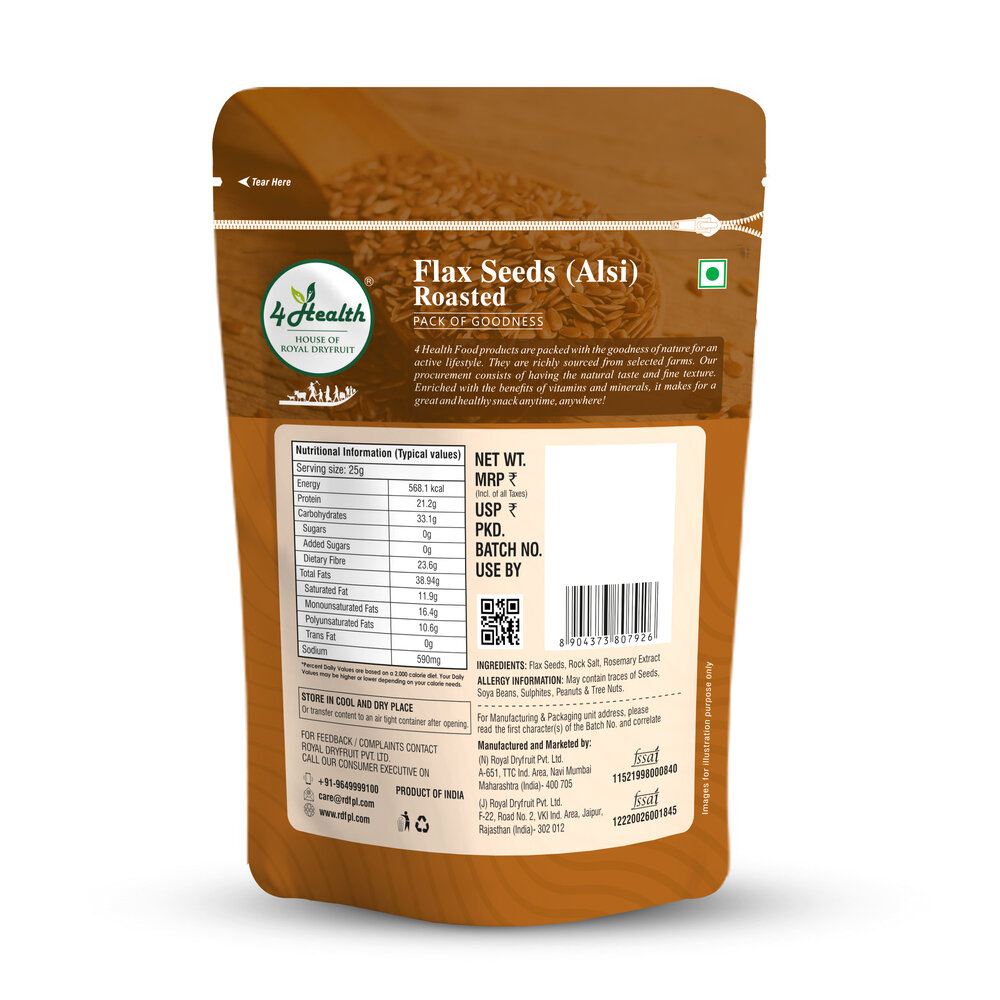 Tear Here
4 Health
®
HOUSE OF
ROYAL DRYFRUIT
Flax Seeds (Alsi)
Roasted
PACK OF GOODNESS
4 Health Food products are packed with the goodness of nature for an
active lifestyle. They are richly sourced from selected farms. Our
procurement consists of having the natural taste and fine texture.
Enriched with the benefits of vitamins and minerals, it makes for a
great and healthy snack anytime, anywhere!
Nutritional Information (Typical values)
Serving size: 25g
Energy 568.1 kcal
Protein 21.2g
Carbohydrates 33.1g
Sugars 0g
Added Sugars 0g
Dietary Fibre 23.6g
Total Fats 38.94g
Saturated Fat 11.9g
Monounsaturated Fats 16.4g
Polyunsaturated Fats 10.6g
Trans Fat 0g
Sodium 590mg
*Percent Daily Values are based on a 2,000 calorie diet. Your Daily
Values may be higher or lower depending on your calorie needs.
STORE IN COOL AND DRY PLACE
Or transfer content to an air tight container after opening.
FOR FEEDBACK / COMPLAINTS CONTACT
ROYAL DRYFRUIT PVT. LTD.
CALL OUR CONSUMER EXECUTIVE ON
+91-9649999100
care@rdfpl.com
www.rdfpl.com
PRODUCT OF INDIA
NET WT.
MRP ₹
(Incl. of all Taxes)
USP ₹
PKD.
BATCH NO.
USE BY
8 904373 807926
INGREDIENTS: Flax Seeds, Rock Salt, Rosemary Extract
ALLERGY INFORMATION: May contain traces of Seeds,
Soya Beans, Sulphites, Peanuts & Tree Nuts.
For Manufacturing & Packaging unit address, please
read the first character(s) of the Batch No. and correlate
Manufactured and Marketed by:
(N) Royal Dryfruit Pvt. Ltd.
A-651, TTC Ind. Area, Navi Mumbai
Maharashtra (India)- 400 705
fssai
11521998000840
(J) Royal Dryfruit Pvt. Ltd.
F-22, Road No. 2, VKI Ind. Area, Jaipur,
Rajasthan (India)- 302 012
fssai
12220026001845
Images for illustration purpose only